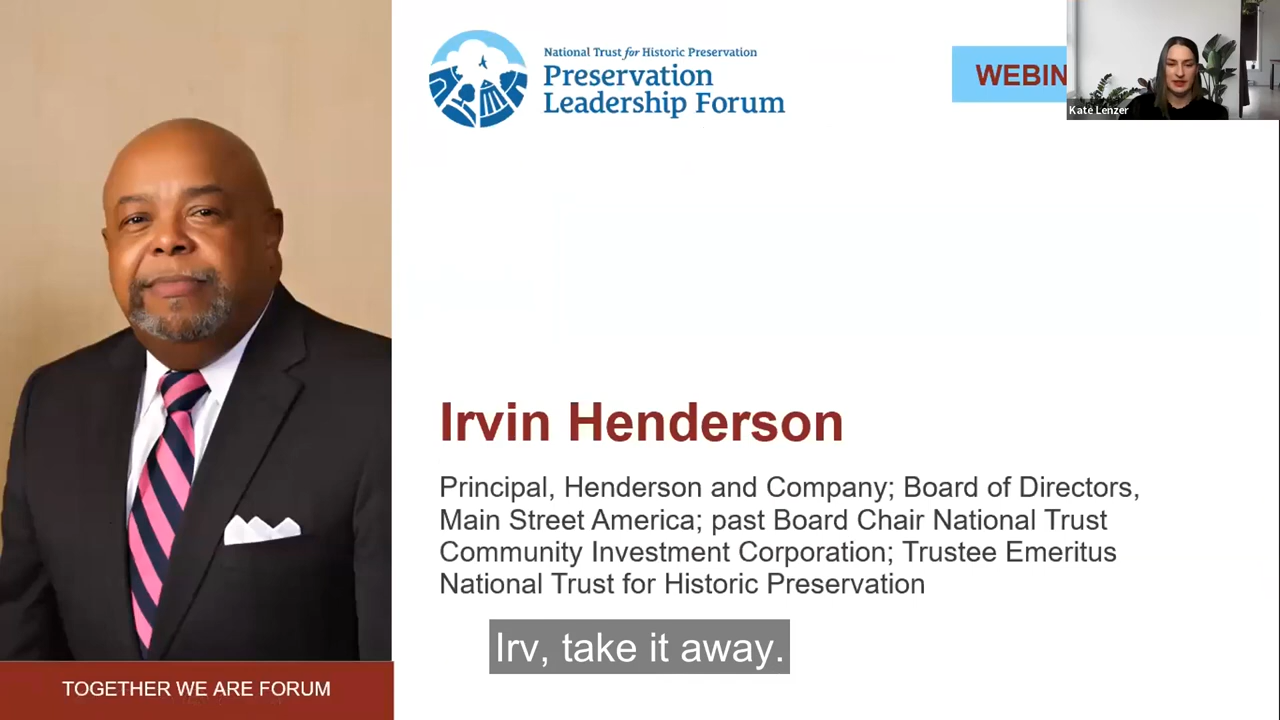 National Trust for Historic Preservation
Preservation
Leadership Forum
WEBIN
Kate Lenzer
Irvin Henderson
Principal, Henderson and Company; Board of Directors,
Main Street America; past Board Chair National Trust
Community Investment Corporation; Trustee Emeritus
National Trust for Historic Preservation
Irv, take it away.
TOGETHER WE ARE FORUM